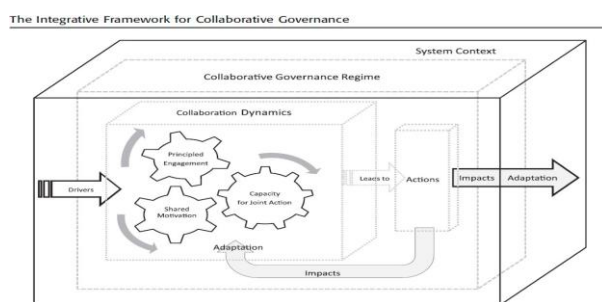 The Integrative Framework for Collaborative Governance
System Context
Collaborative Governance Regime
Collaboration Dynamics
Principled
Engagement
Drivers
Shared
Motivation
Capacity
for Joint Action
Leads to
Actions
Impacts
Adaptation
Adaptation
Impacts